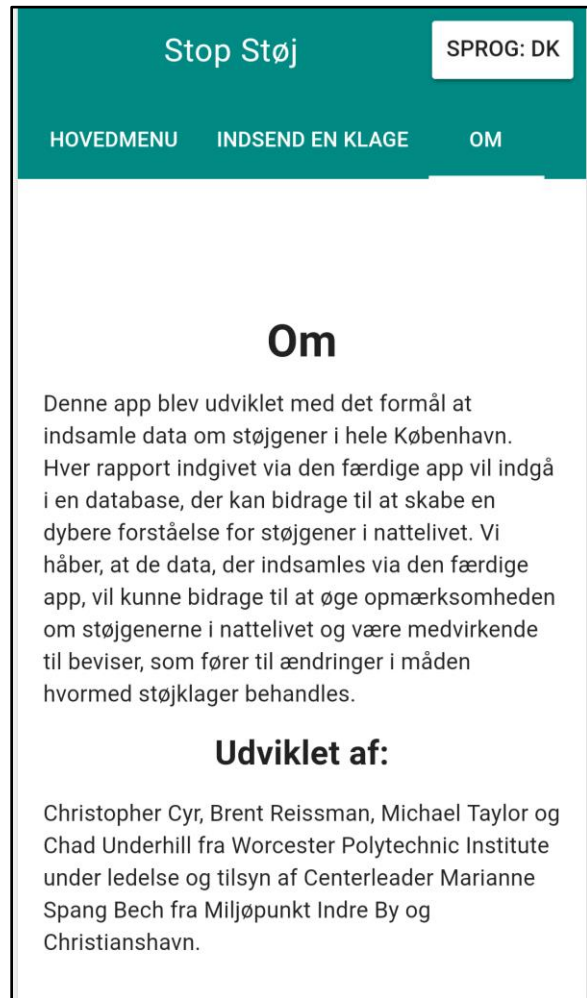 Stop Støj
SPROG: DK
HOVEDMENU INDSEND EN KLAGE OM
Om
Denne app blev udviklet med det formål at
indsamle data om støjgener i hele København.
Hver rapport indgivet via den færdige app vil indgå
i en database, der kan bidrage til at skabe en
dybere forståelse for støjgener i nattelivet. Vi
håber, at de data, der indsamles via den færdige
app, vil kunne bidrage til at øge opmærksomheden
om støjgenerne i nattelivet og være medvirkende
til beviser, som fører til ændringer i måden
hvormed støjklager behandles.
Udviklet af:
Christopher Cyr, Brent Reissman, Michael Taylor og
Chad Underhill fra Worcester Polytechnic Institute
under ledelse og tilsyn af Centerleader Marianne
Spang Bech fra Miljøpunkt Indre By og
Christianshavn.